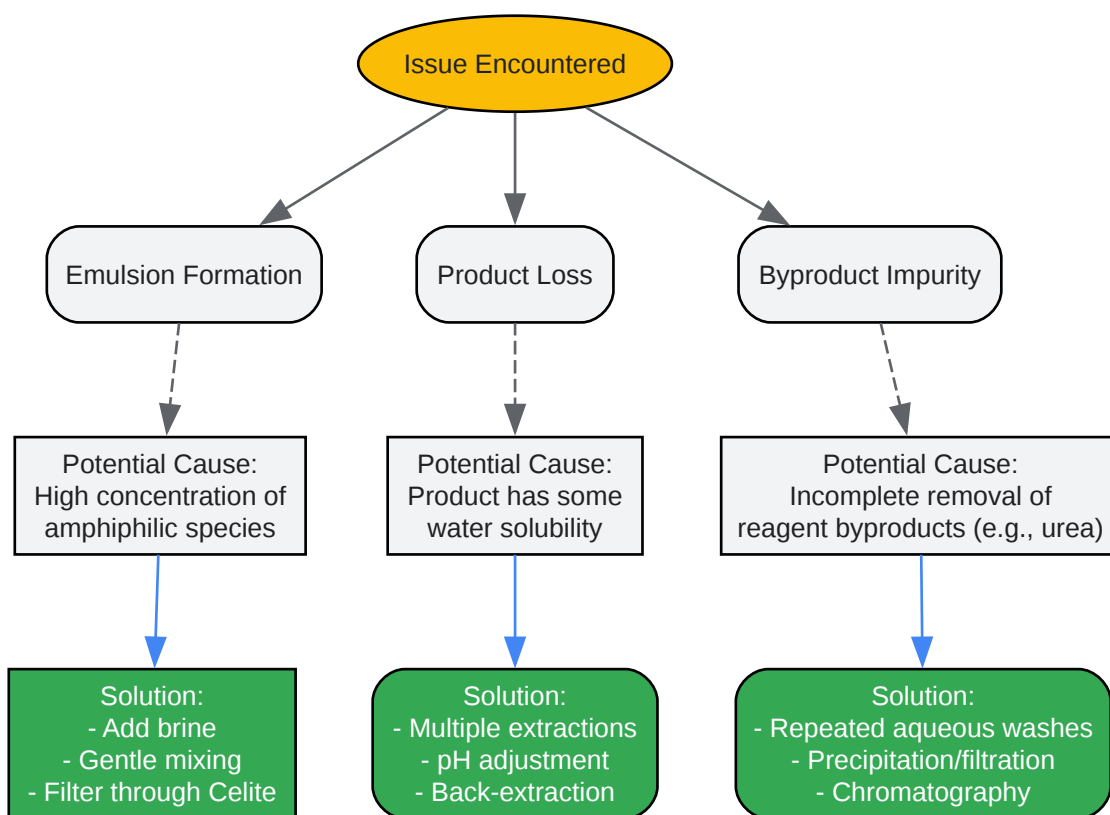 Issue Encountered
Emulsion Formation
Product Loss
Byproduct Impurity
Potential Cause:
High concentration of
amphiphilic species
Potential Cause:
Product has some
water solubility
Potential Cause:
Incomplete removal of
reagent byproducts (e.g., urea)
Solution:
- Add brine
- Gentle mixing
- Filter through Celite
Solution:
- Multiple extractions
- pH adjustment
- Back-extraction
Solution:
- Repeated aqueous washes
- Precipitation/filtration
- Chromatography